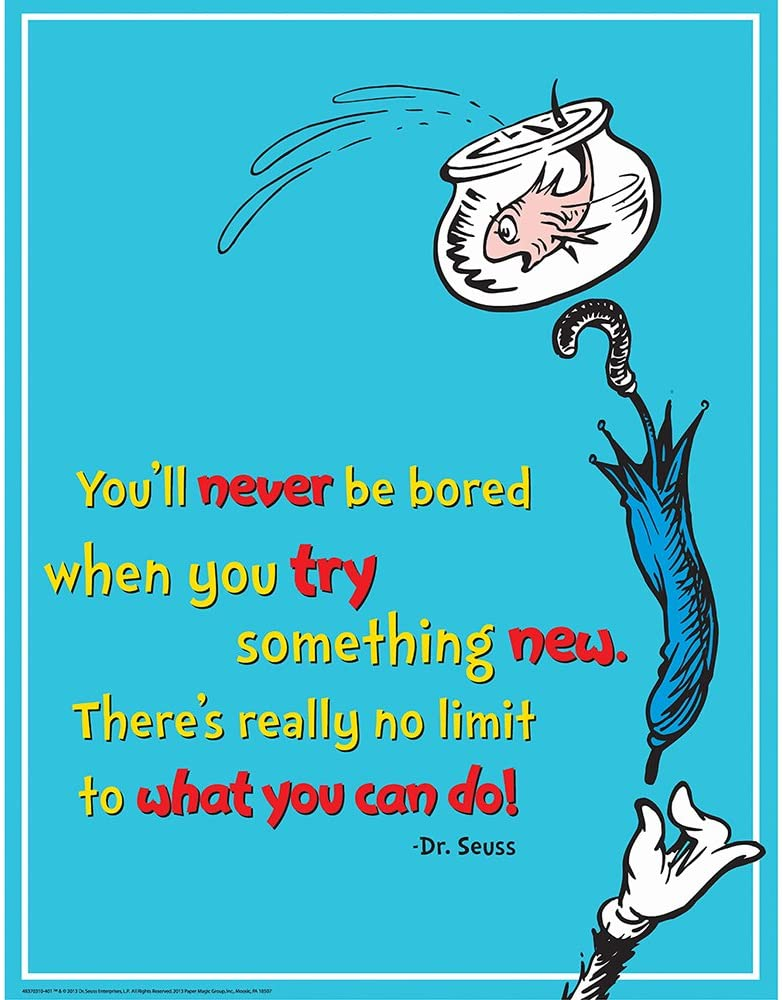 You'll never be bored
when you try
something new.
There's really no limit
to what you can do!
-Dr. Seuss
48370310-401 ™ & © 2013 Dr. Seuss Enterprises, L.P. All Rights Reserved. 2013 Paper Magic Group, Inc., Moosic, PA 18507